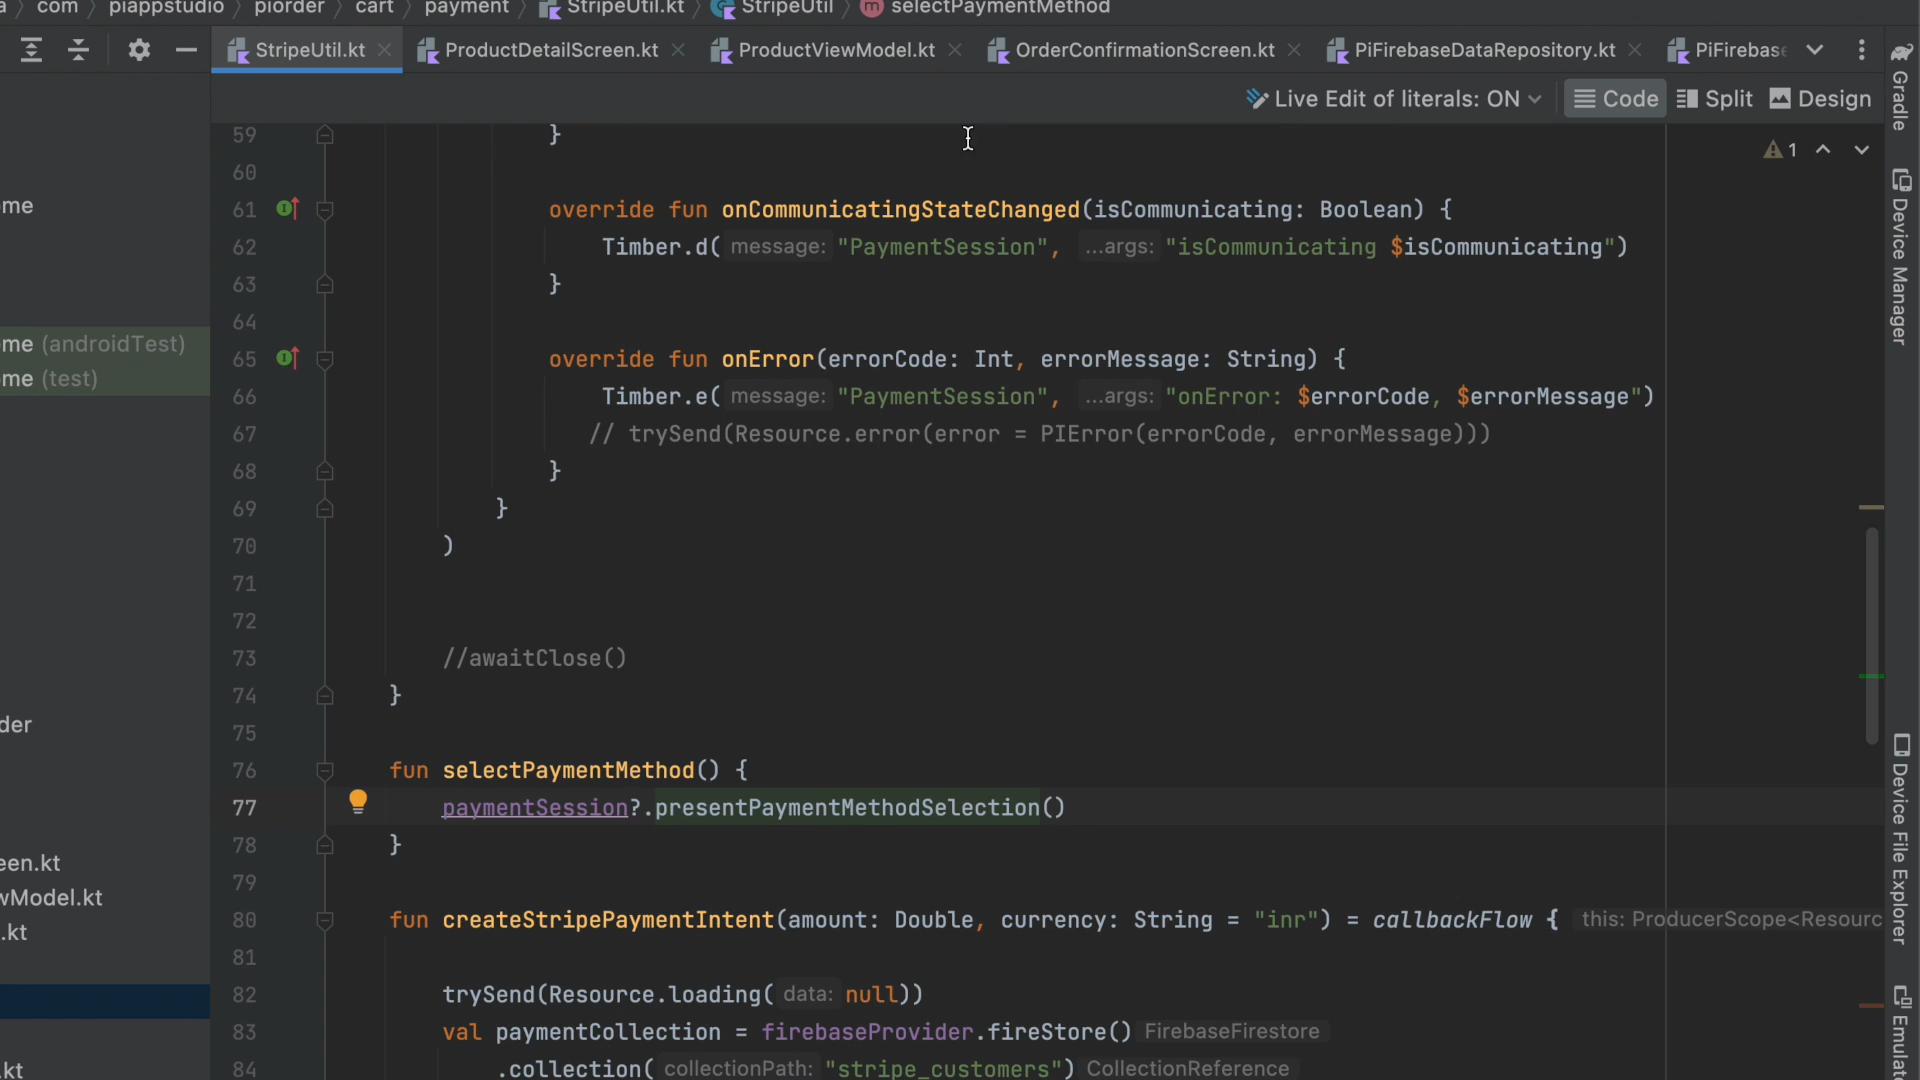 a > com > piappstudio > piorder > cart > payment > StripeUtil.kt > StripeUtil > selectPaymentMethod
StripeUtil.kt ProductDetailScreen.kt ProductViewModel.kt OrderConfirmationScreen.kt PiFirebaseDataRepository.kt PiFirebase
Live Edit of literals: ON Code Split Design
1
59 }
60
61 override fun onCommunicatingStateChanged(isCommunicating: Boolean) {
62 Timber.d( message: "PaymentSession", ...args: "isCommunicating $isCommunicating")
63 }
64
65 override fun onError(errorCode: Int, errorMessage: String) {
66 Timber.e( message: "PaymentSession", ...args: "onError: $errorCode, $errorMessage")
67 // trySend(Resource.error(error = PIError(errorCode, errorMessage)))
68 }
69 }
70 )
71
72
73 //awaitClose()
74 }
75
76 fun selectPaymentMethod() {
77 paymentSession?.presentPaymentMethodSelection()
78 }
79
80 fun createStripePaymentIntent(amount: Double, currency: String = "inr") = callbackFlow { this: ProducerScope<Resourc
81
82 trySend(Resource.loading( data: null))
83 val paymentCollection = firebaseProvider.fireStore() FirebaseFirestore
84 .collection( collectionPath: "stripe_customers") CollectionReference
me
me (androidTest)
me (test)
der
een.kt
wModel.kt
.kt
.kt
Gradle
Device Manager
Device File Explorer
Emulat